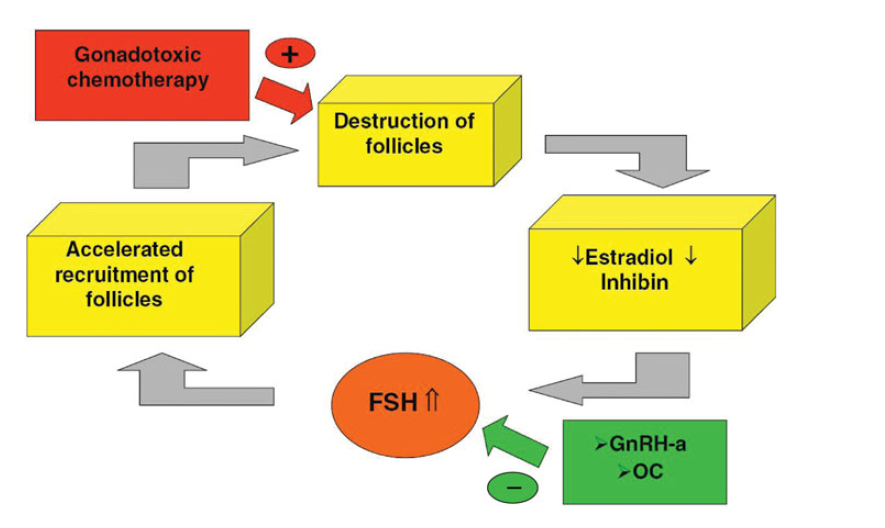 Gonadotoxic
chemotherapy
+
Destruction of
follicles
↓Estradiol ↓
Inhibin
Accelerated
recruitment of
follicles
FSH ⇑
➢GnRH-a
➢OC
−